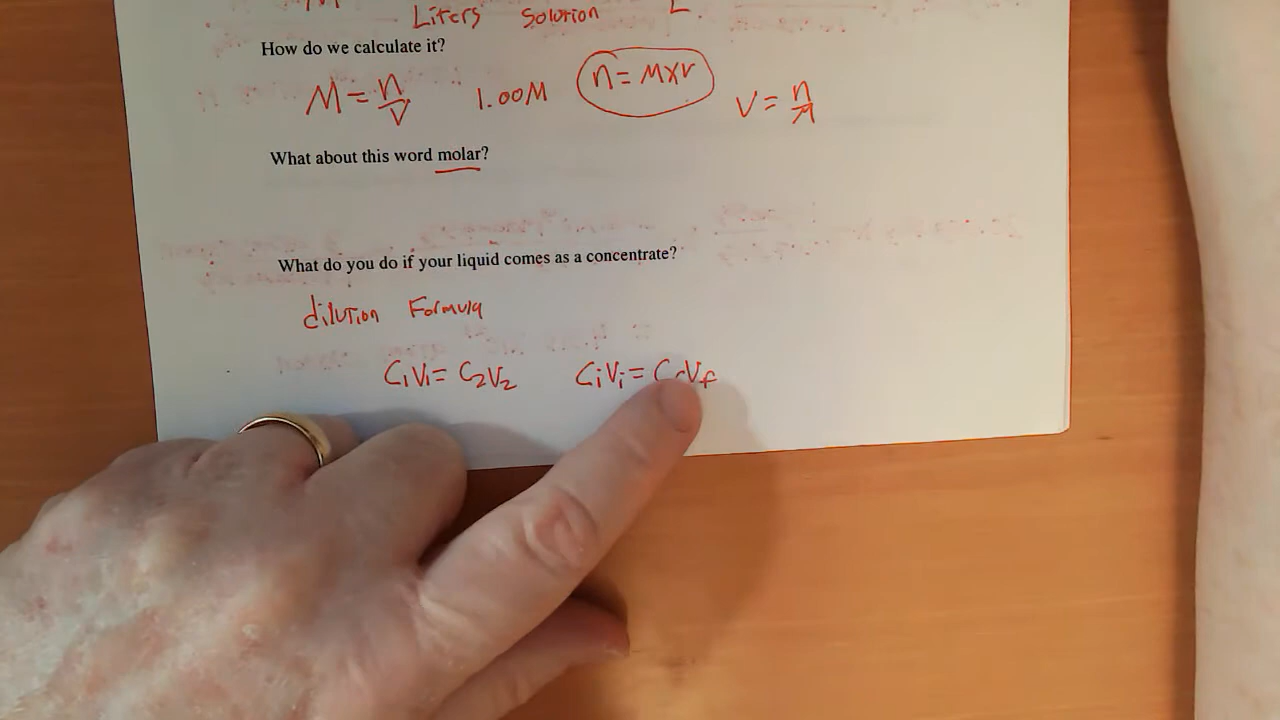 Liters Solution L
How do we calculate it?
M = n/V 1.00M n = MxV V = n/M
What about this word molar?
What do you do if your liquid comes as a concentrate?
dilution Formula
C₁V₁ = C₂V₂ CᵢVᵢ = C Vf